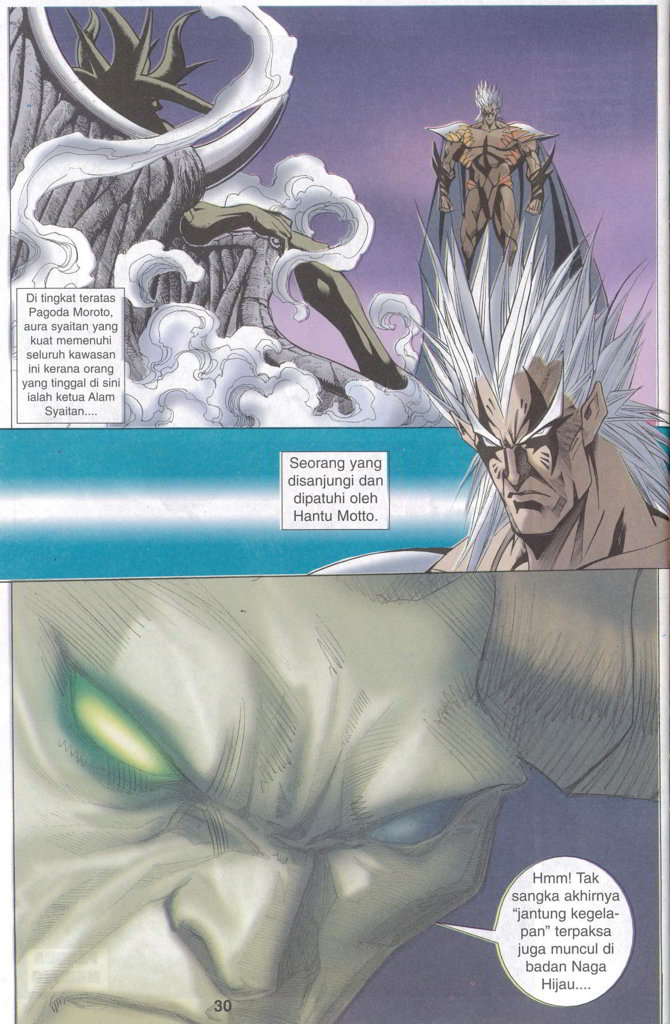 Di tingkat teratas
Pagoda Moroto,
aura syaitan yang
kuat memenuhi
seluruh kawasan
ini kerana orang
yang tinggal di sini
ialah ketua Alam
Syaitan....
Seorang yang
disanjungi dan
dipatuhi oleh
Hantu Motto.
Hmm! Tak
sangka akhirnya
“jantung kegela-
pan” terpaksa
juga muncul di
badan Naga
Hijau....
30